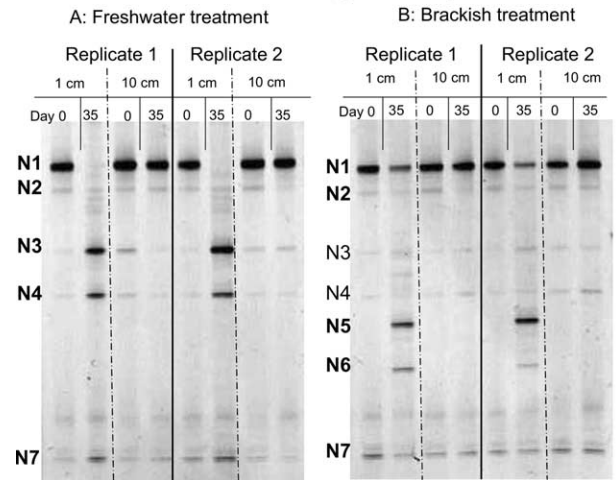 A: Freshwater treatment
Replicate 1 Replicate 2
1 cm 10 cm 1 cm 10 cm
Day 0 35 0 35 0 35 0 35
N1
N2
N3
N4
N7
B: Brackish treatment
Replicate 1 Replicate 2
1 cm 10 cm 1 cm 10 cm
Day 0 35 0 35 0 35 0 35
N1
N2
N3
N4
N5
N6
N7